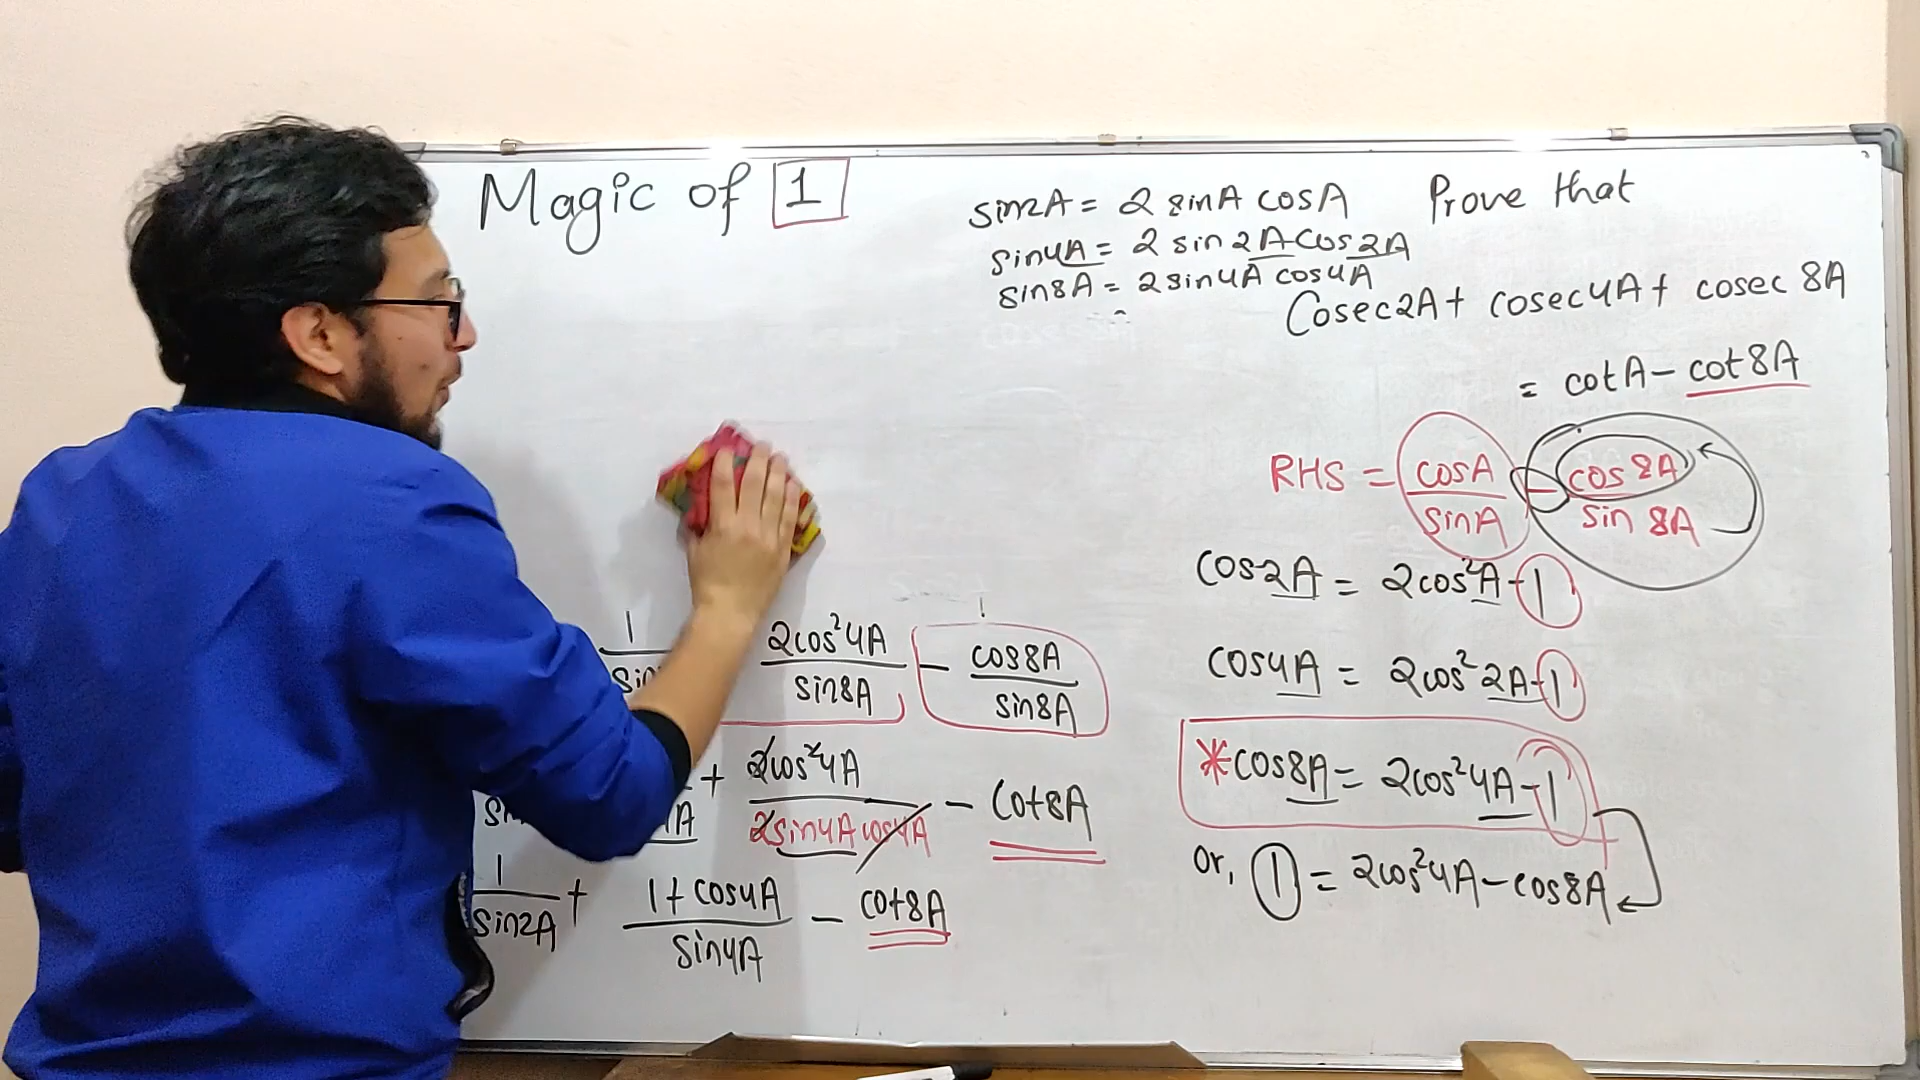 Magic of 1
sin2A = 2 sinA cosA
sin4A = 2 sin2A cos2A
sin8A = 2sin4A cos4A
Prove that
Cosec2A + cosec4A + cosec 8A
= cotA - cot8A
RHS = cosA/sinA - cos8A/sin 8A
cos2A = 2cos²A - 1
cos4A = 2cos²2A - 1
*cos8A = 2cos²4A - 1
or, 1 = 2cos²4A - cos8A
2cos²4A/sin8A - cos8A/sin8A
+ 2cos²4A/2sin4A cos4A - Cot8A
1/sin2A + 1 + cos4A/sin4A - cot8A